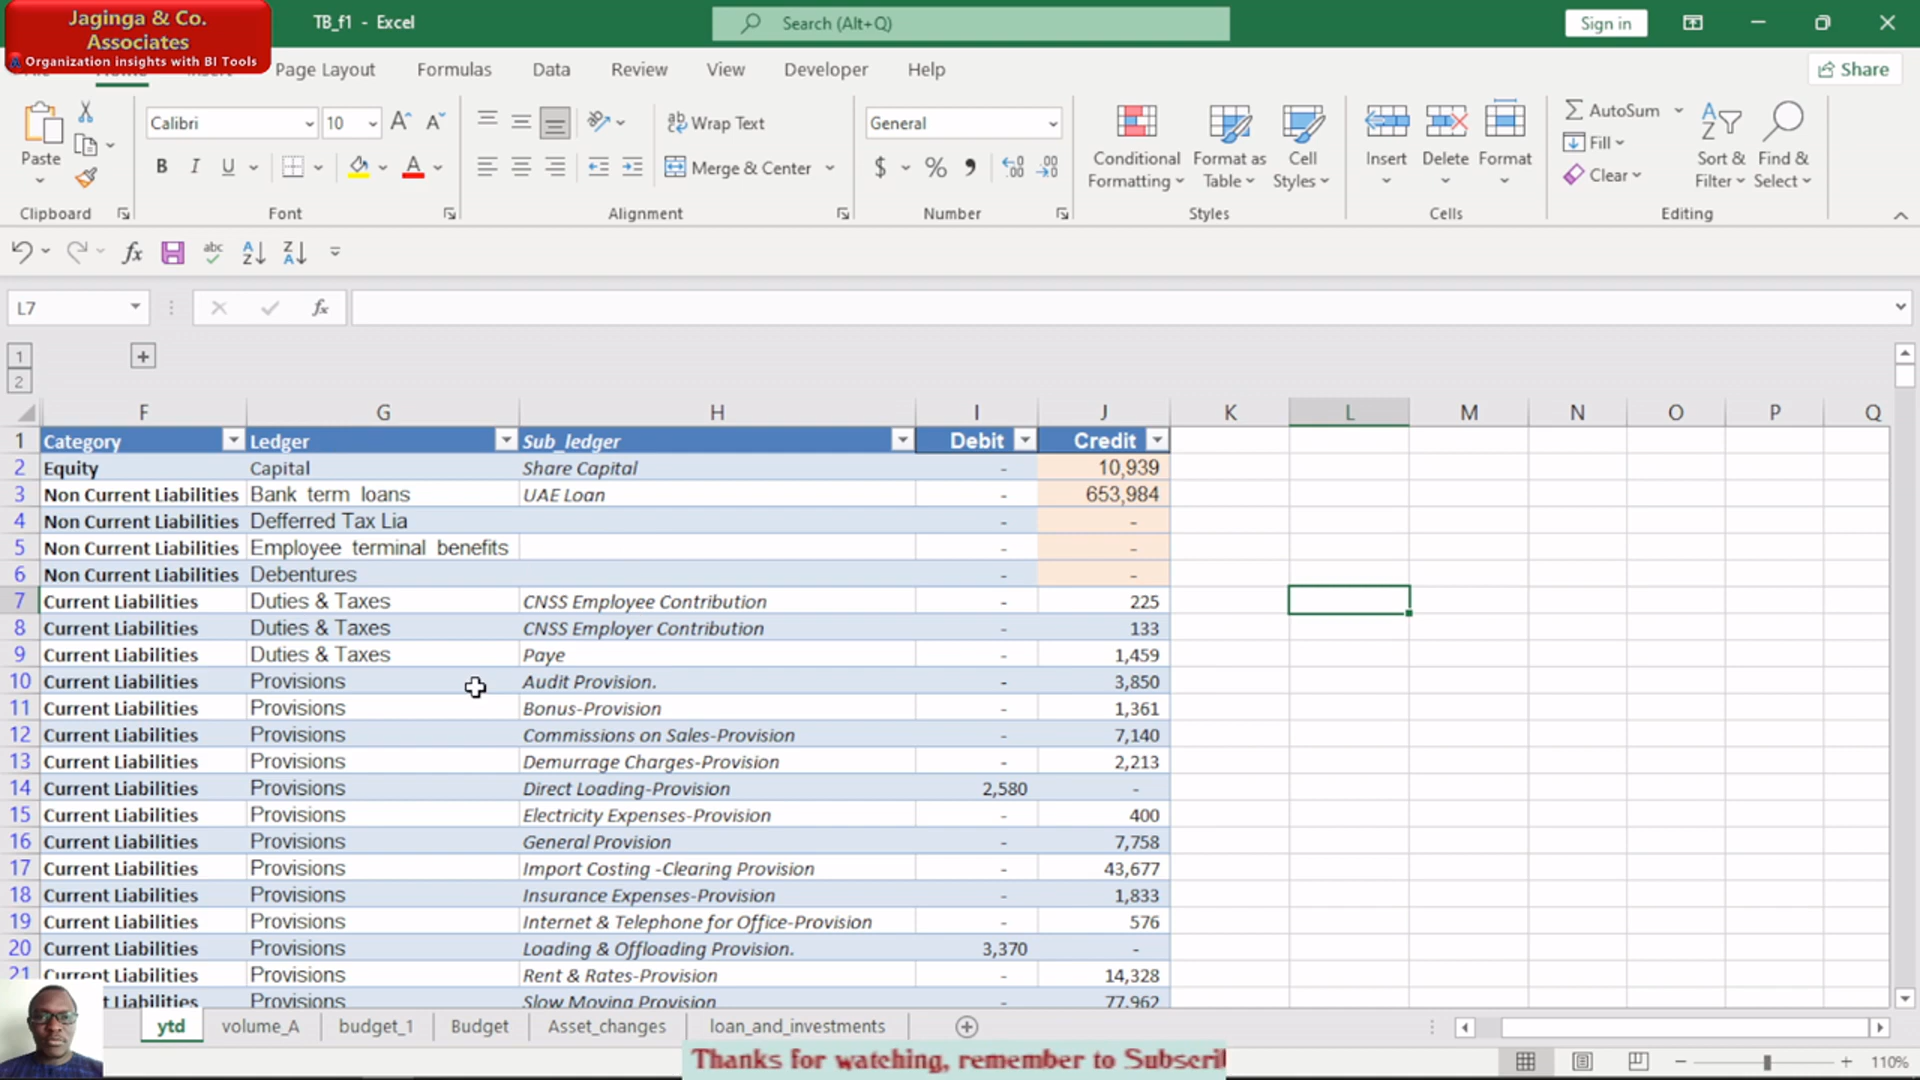 Jaginga & Co.
Associates
Organization insights with BI Tools
TB_f1 - Excel
Search (Alt+Q)
Sign in
Page Layout
Formulas
Data
Review
View
Developer
Help
Share
Paste
Clipboard
Calibri
10
B I U
Font
Wrap Text
Merge & Center
Alignment
General
$ % ,
Number
Conditional
Formatting
Format as
Table
Cell
Styles
Styles
Insert
Delete
Format
Cells
AutoSum
Fill
Clear
Sort &
Filter
Find &
Select
Editing
L7
fx
1
2
F G H I J K L M N O P Q
1 Category Ledger Sub_ledger Debit Credit
2 Equity Capital Share Capital - 10,939
3 Non Current Liabilities Bank term loans UAE Loan - 653,984
4 Non Current Liabilities Defferred Tax Lia - -
5 Non Current Liabilities Employee terminal benefits - -
6 Non Current Liabilities Debentures - -
7 Current Liabilities Duties & Taxes CNSS Employee Contribution - 225
8 Current Liabilities Duties & Taxes CNSS Employer Contribution - 133
9 Current Liabilities Duties & Taxes Paye - 1,459
10 Current Liabilities Provisions Audit Provision. - 3,850
11 Current Liabilities Provisions Bonus-Provision - 1,361
12 Current Liabilities Provisions Commissions on Sales-Provision - 7,140
13 Current Liabilities Provisions Demurrage Charges-Provision - 2,213
14 Current Liabilities Provisions Direct Loading-Provision 2,580 -
15 Current Liabilities Provisions Electricity Expenses-Provision - 400
16 Current Liabilities Provisions General Provision - 7,758
17 Current Liabilities Provisions Import Costing -Clearing Provision - 43,677
18 Current Liabilities Provisions Insurance Expenses-Provision - 1,833
19 Current Liabilities Provisions Internet & Telephone for Office-Provision - 576
20 Current Liabilities Provisions Loading & Offloading Provision. 3,370 -
21 Current Liabilities Provisions Rent & Rates-Provision - 14,328
Liabilities Provisions Slow Moving Provision - 77,962
ytd volume_A budget_1 Budget Asset_changes loan_and_investments
Thanks for watching, remember to Subscri
110%